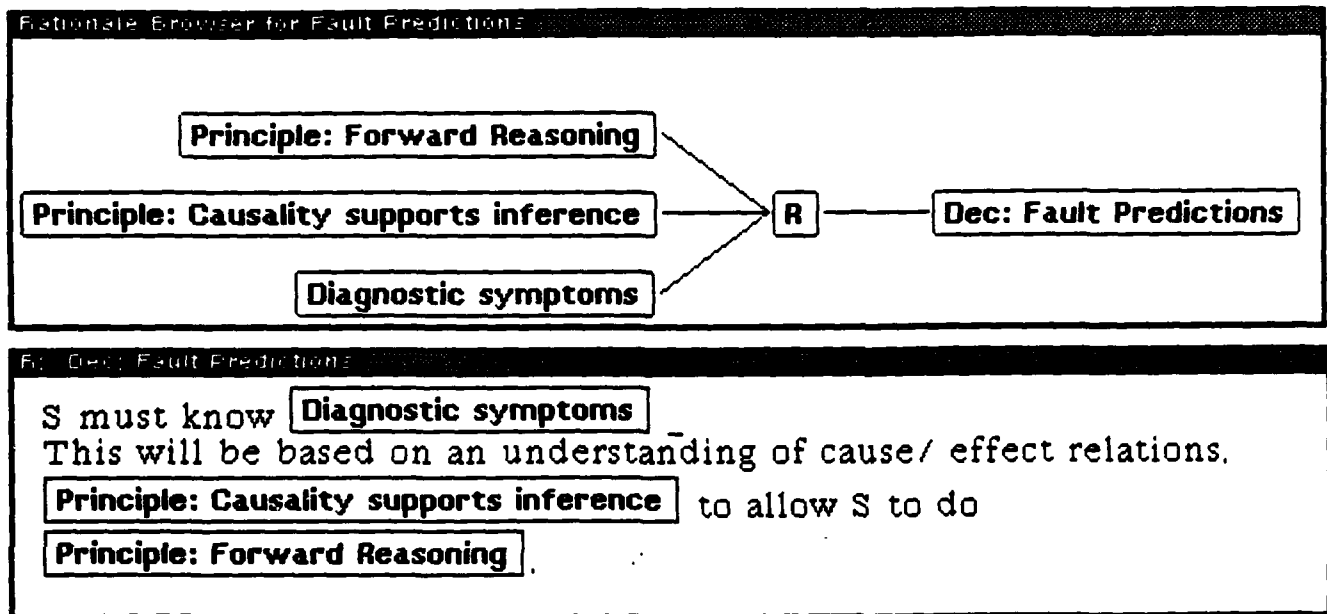 Rationale Browser for Fault Predictions
Principle: Forward Reasoning
Principle: Causality supports inference
R
Dec: Fault Predictions
Diagnostic symptoms
R: Dec: Fault Predictions
S must know Diagnostic symptoms
This will be based on an understanding of cause/ effect relations.
Principle: Causality supports inference to allow S to do
Principle: Forward Reasoning.